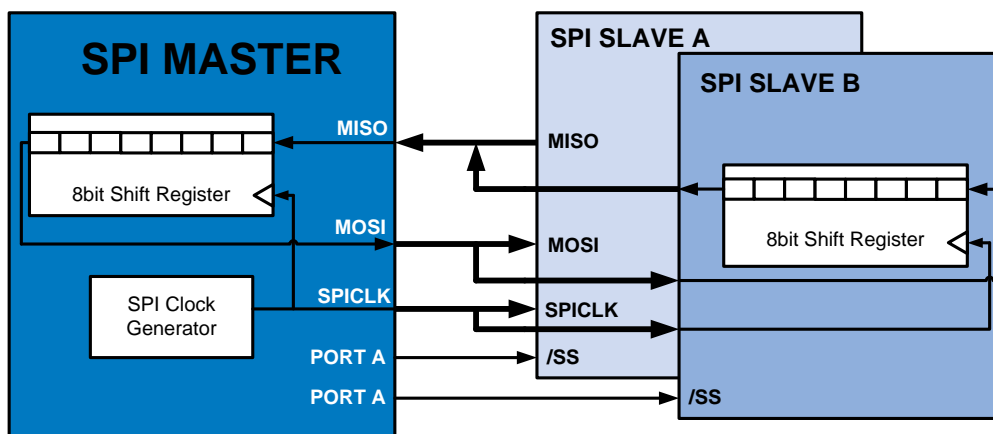 SPI MASTER
SPI SLAVE A
SPI SLAVE B
MISO
MISO
8bit Shift Register
8bit Shift Register
MOSI
MOSI
SPI Clock
Generator
SPICLK
SPICLK
PORT A
/SS
PORT A
/SS